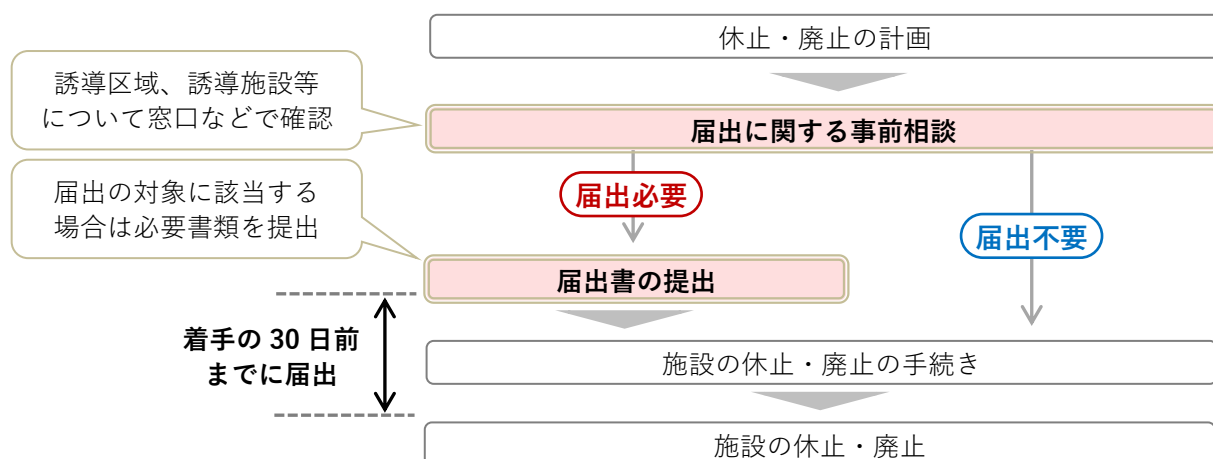 休止・廃止の計画
誘導区域、誘導施設等
について窓口などで確認
届出に関する事前相談
届出の対象に該当する
場合は必要書類を提出
届出必要
届出不要
届出書の提出
着手の 30 日前
までに届出
施設の休止・廃止の手続き
施設の休止・廃止